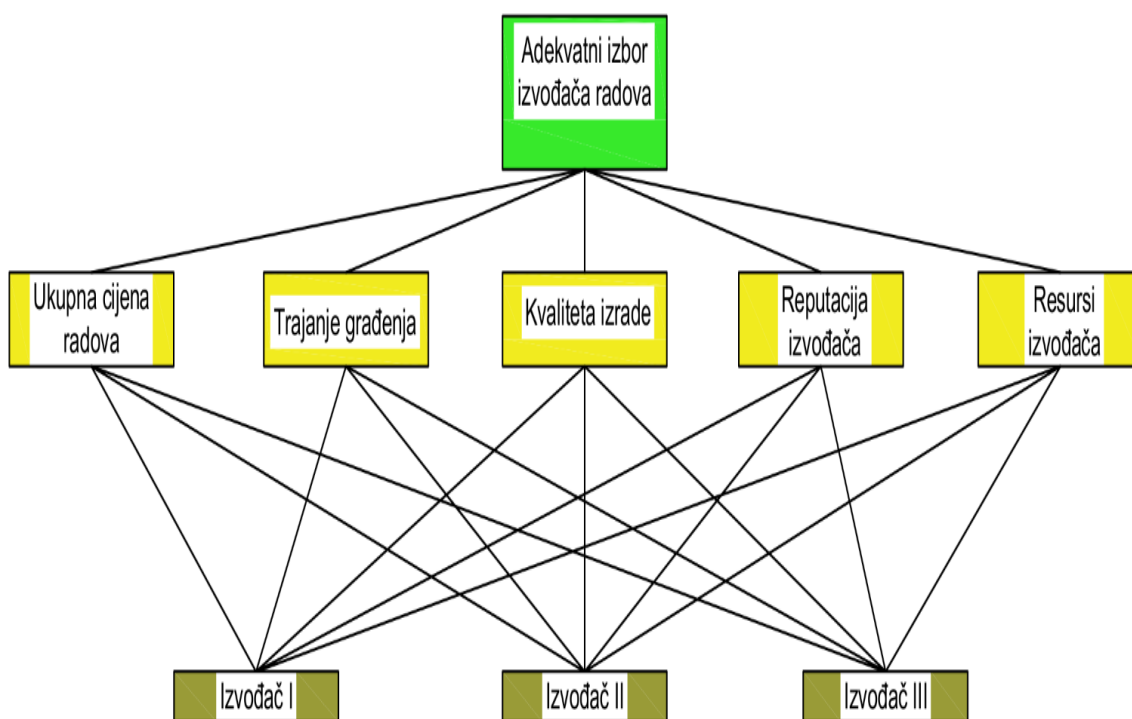 Adekvatni izbor
izvođača radova
Ukupna cijena
radova
Trajanje građenja
Kvaliteta izrade
Reputacija
izvođača
Resursi
izvođača
Izvođač I
Izvođač II
Izvođač III